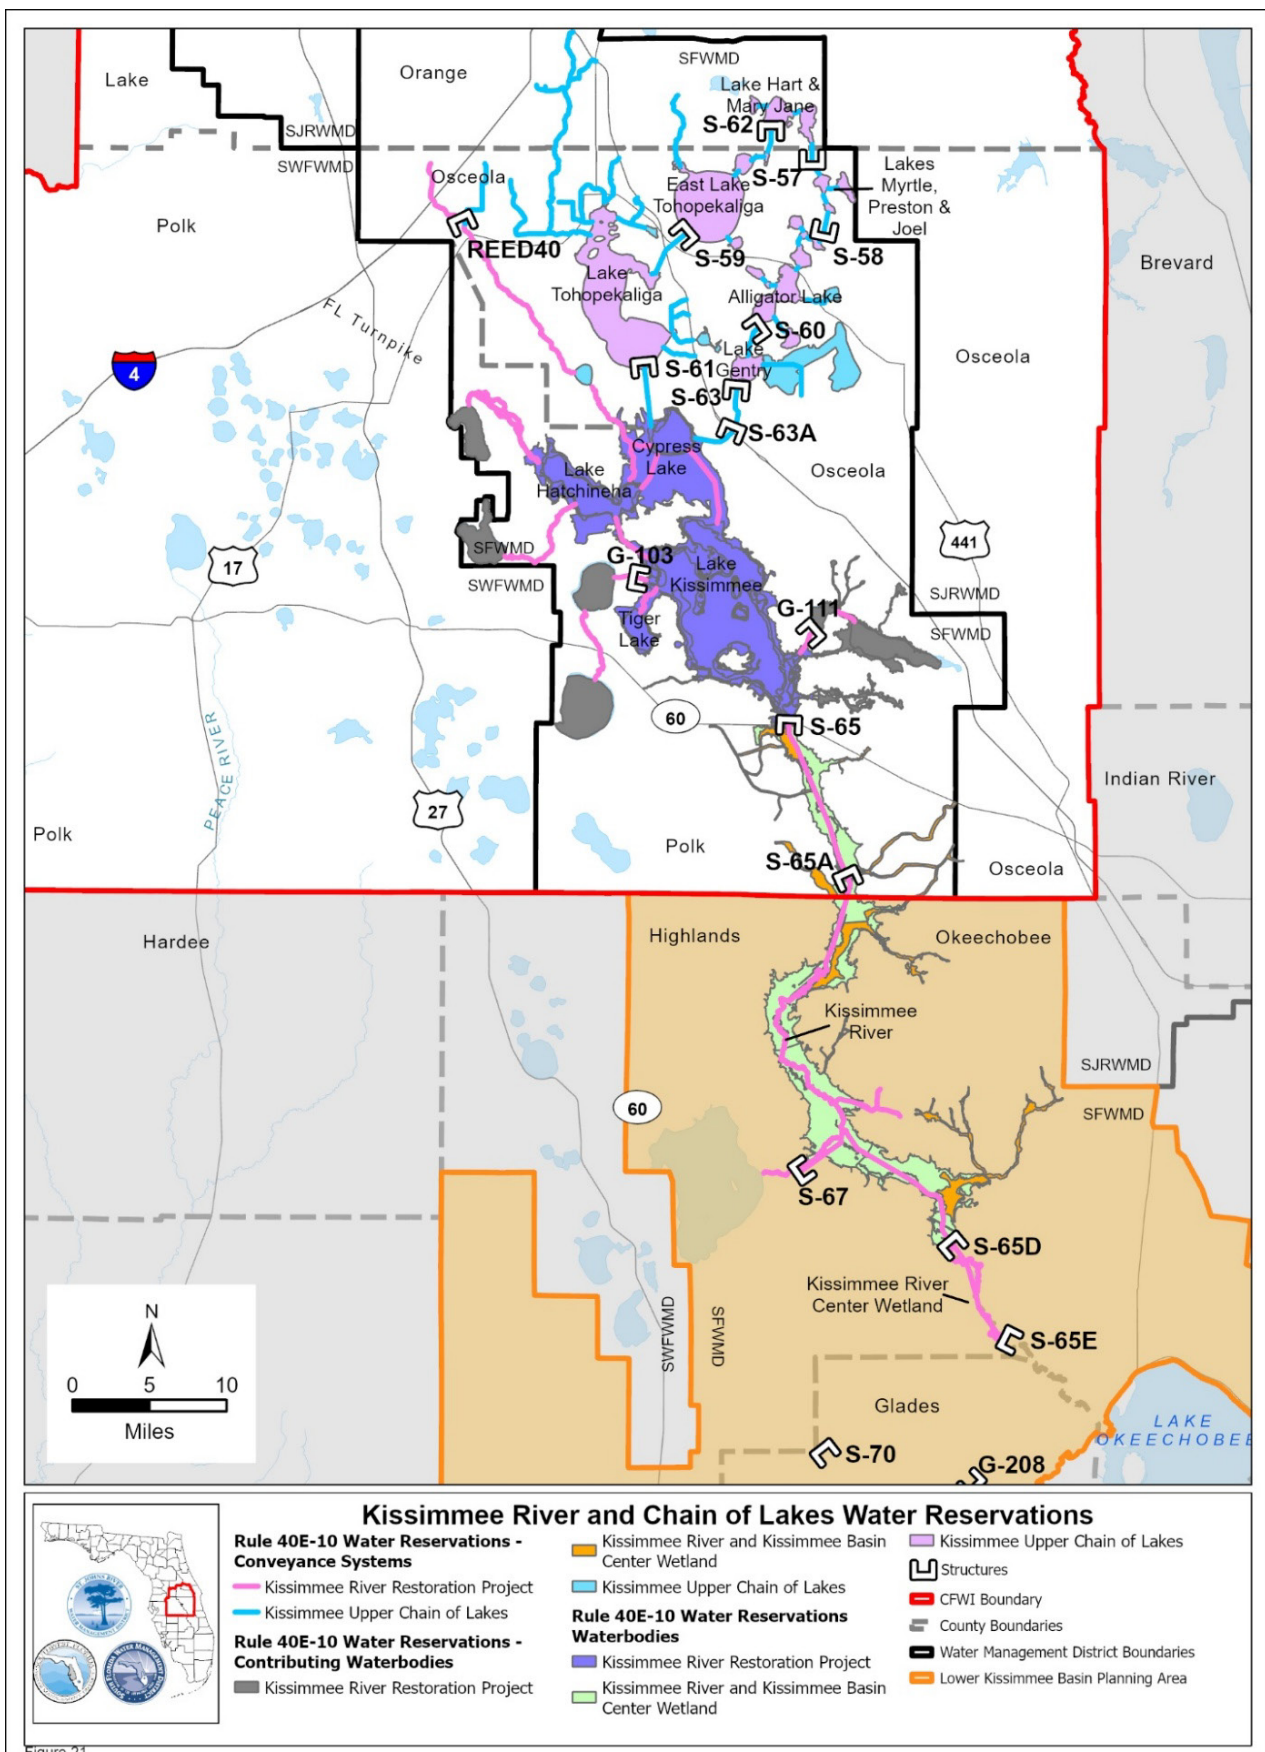 SFWMD
Lake
Orange
Lake Hart &
Mary Jane
S-62
SJRWMD
SWFWMD
Osceola
S-57
Lakes
Myrtle,
Preston &
Joel
East Lake
Tohopekaliga
Polk
REED40
S-59
S-58
Brevard
Lake
Tohopekaliga
Alligator Lake
FL Turnpike
S-60
Osceola
4
S-61
Lake
Gentry
S-63
S-63A
Cypress
Lake
Osceola
Lake
Hatchineha
441
SFWMD
17
G-103
Lake
Kissimmee
SWFWMD
SJRWMD
G-111
SFWMD
Tiger
Lake
60
S-65
PEACE RIVER
Indian River
27
Polk
Polk
S-65A
Osceola
Hardee
Highlands
Okeechobee
Kissimmee
River
SJRWMD
60
SFWMD
S-67
S-65D
Kissimmee River
Center Wetland
N
0 5 10
Miles
SWFWMD
SFWMD
S-65E
Glades
LAKE
OKEECHOBEE
S-70
G-208
Kissimmee River and Chain of Lakes Water Reservations
Rule 40E-10 Water Reservations -
Conveyance Systems
Kissimmee River Restoration Project
Kissimmee Upper Chain of Lakes
Rule 40E-10 Water Reservations -
Contributing Waterbodies
Kissimmee River Restoration Project
Kissimmee River and Kissimmee Basin
Center Wetland
Kissimmee Upper Chain of Lakes
Rule 40E-10 Water Reservations
Waterbodies
Kissimmee River Restoration Project
Kissimmee River and Kissimmee Basin
Center Wetland
Kissimmee Upper Chain of Lakes
Structures
CFWI Boundary
County Boundaries
Water Management District Boundaries
Lower Kissimmee Basin Planning Area
Figure 21